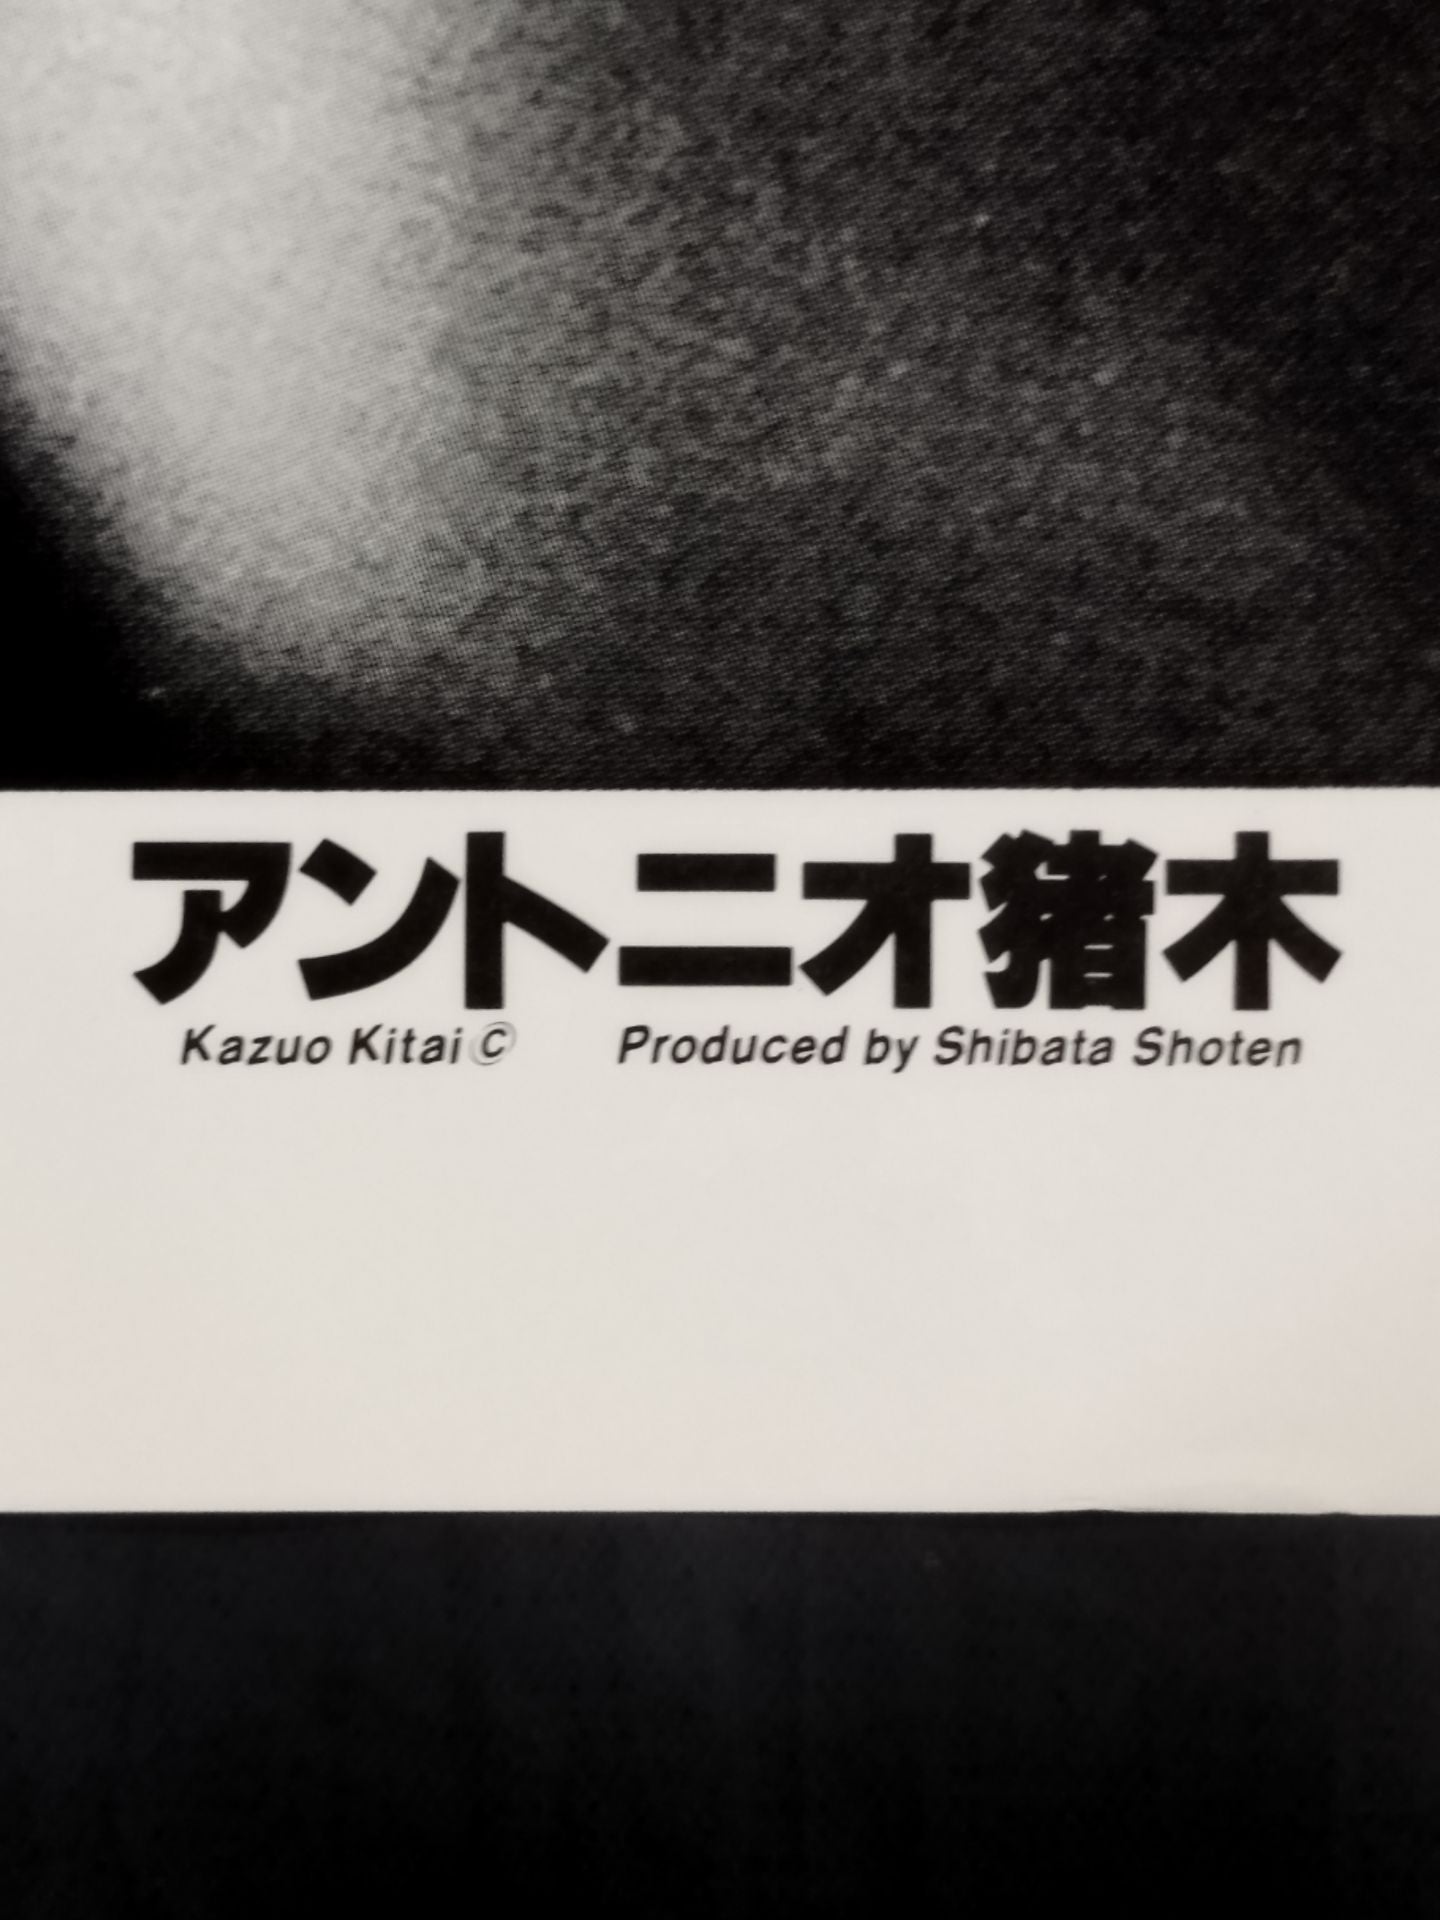 アントニオ猪木
Kazuo Kitai © Produced by Shibata Shoten